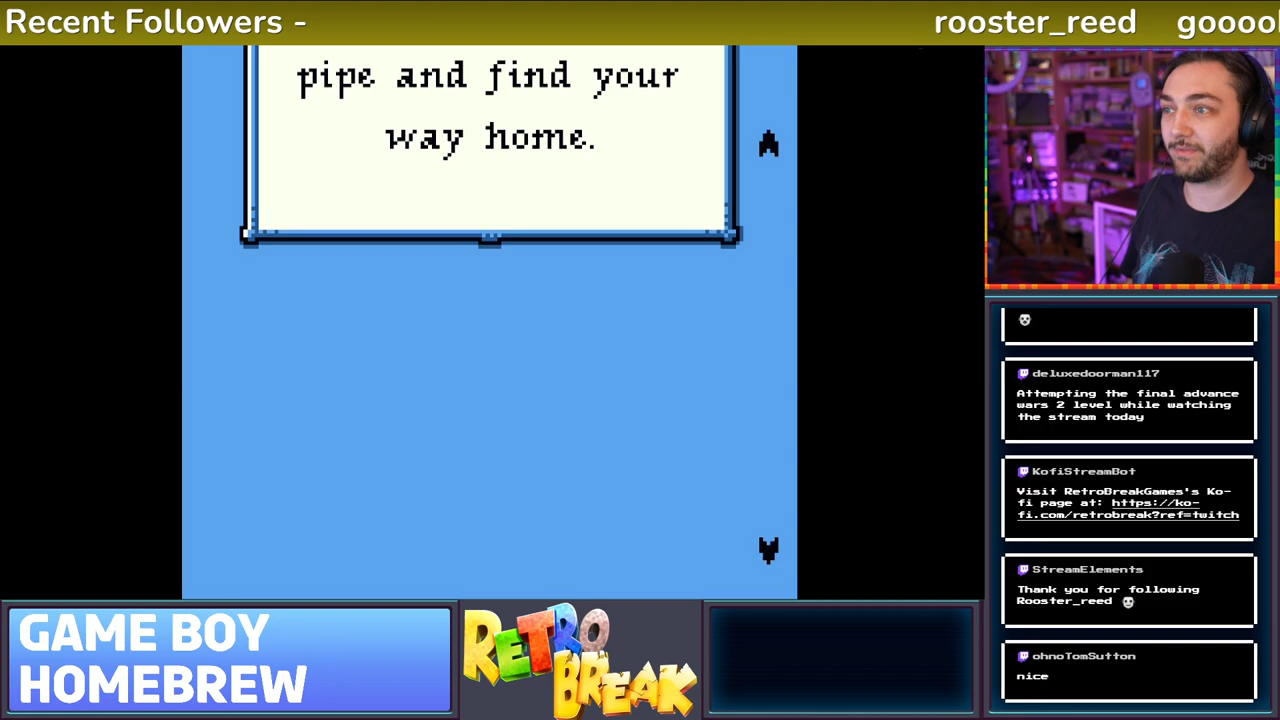 Recent Followers -
rooster_reed
pipe and find your
way home.
deluxedoorman117
Attempting the final advance
wars 2 level while watching
the stream today
KofiStreamBot
Visit RetroBreakGames's Ko-
fi page at: https://ko-
fi.com/retrobreak?ref=twitch
StreamElements
Thank you for following
Rooster_reed
ohnoTomSutton
nice
GAME BOY
HOMEBREW
RETRO
BREAK